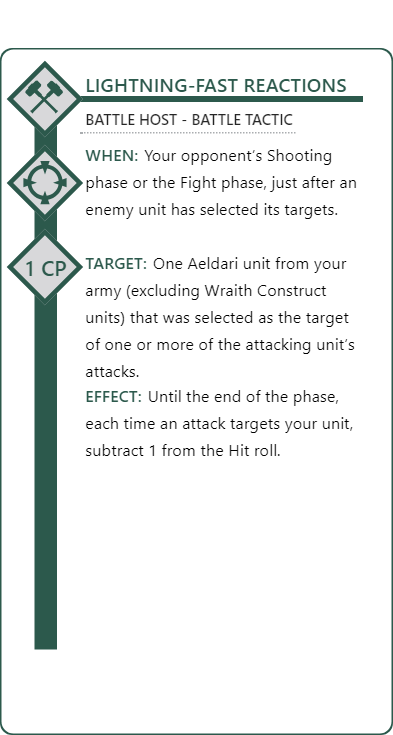 LIGHTNING-FAST REACTIONS
BATTLE HOST - BATTLE TACTIC
WHEN: Your opponent’s Shooting
phase or the Fight phase, just after an
enemy unit has selected its targets.
1 CP
TARGET: One Aeldari unit from your
army (excluding Wraith Construct
units) that was selected as the target
of one or more of the attacking unit’s
attacks.
EFFECT: Until the end of the phase,
each time an attack targets your unit,
subtract 1 from the Hit roll.